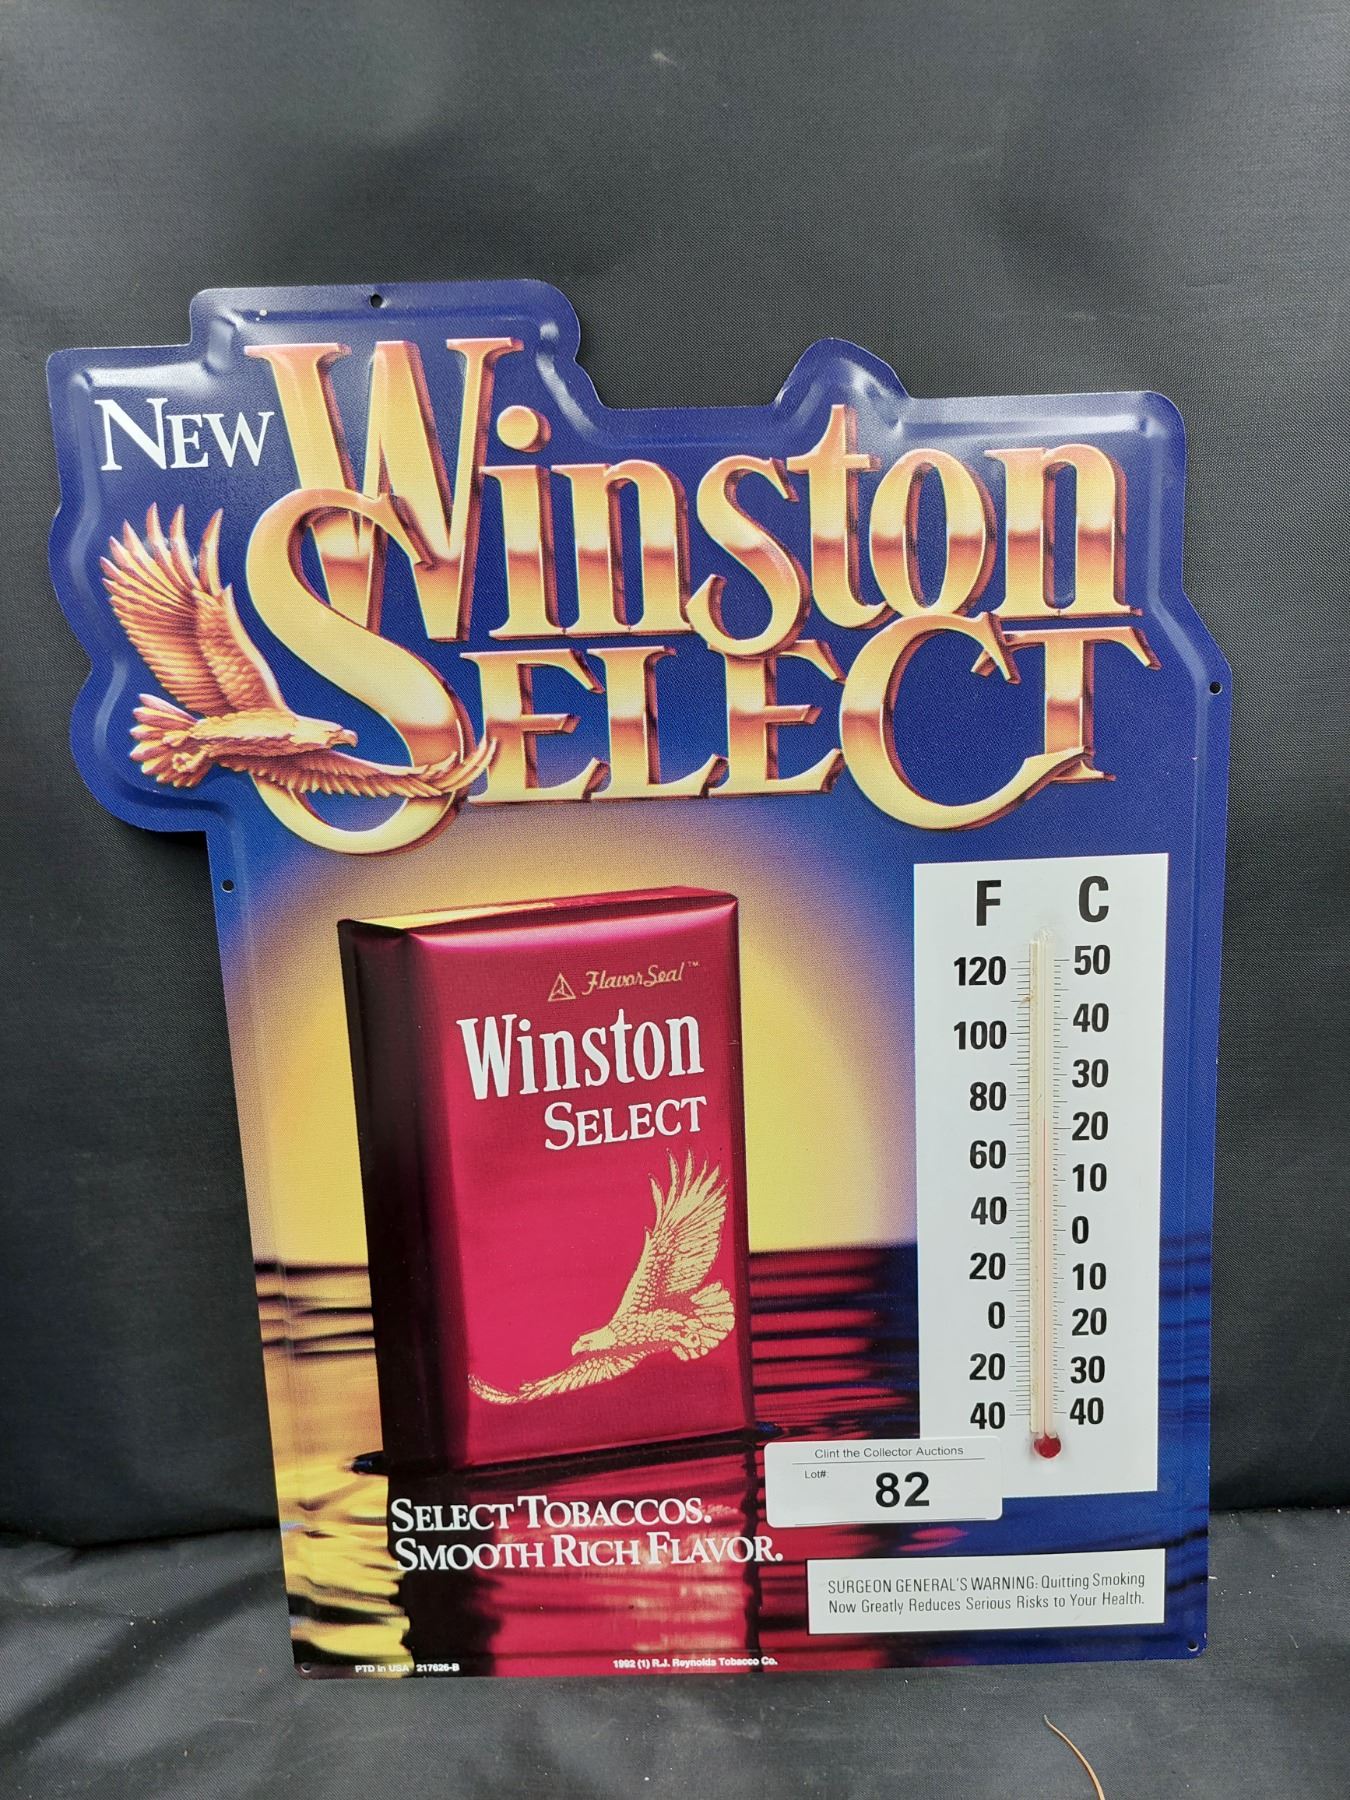 NEW
Winston
SELECT
Flavor Seal™
Winston
SELECT
F C
120 50
100 40
80 30
60 20
40 10
20 0
0 10
20 20
40 30
40
Clint the Collector Auctions
Lot#: 82
SELECT TOBACCOS.
SMOOTH RICH FLAVOR.
SURGEON GENERAL'S WARNING: Quitting Smoking
Now Greatly Reduces Serious Risks to Your Health.
PTD in USA 217626-B
1992 (1) R.J. Reynolds Tobacco Co.